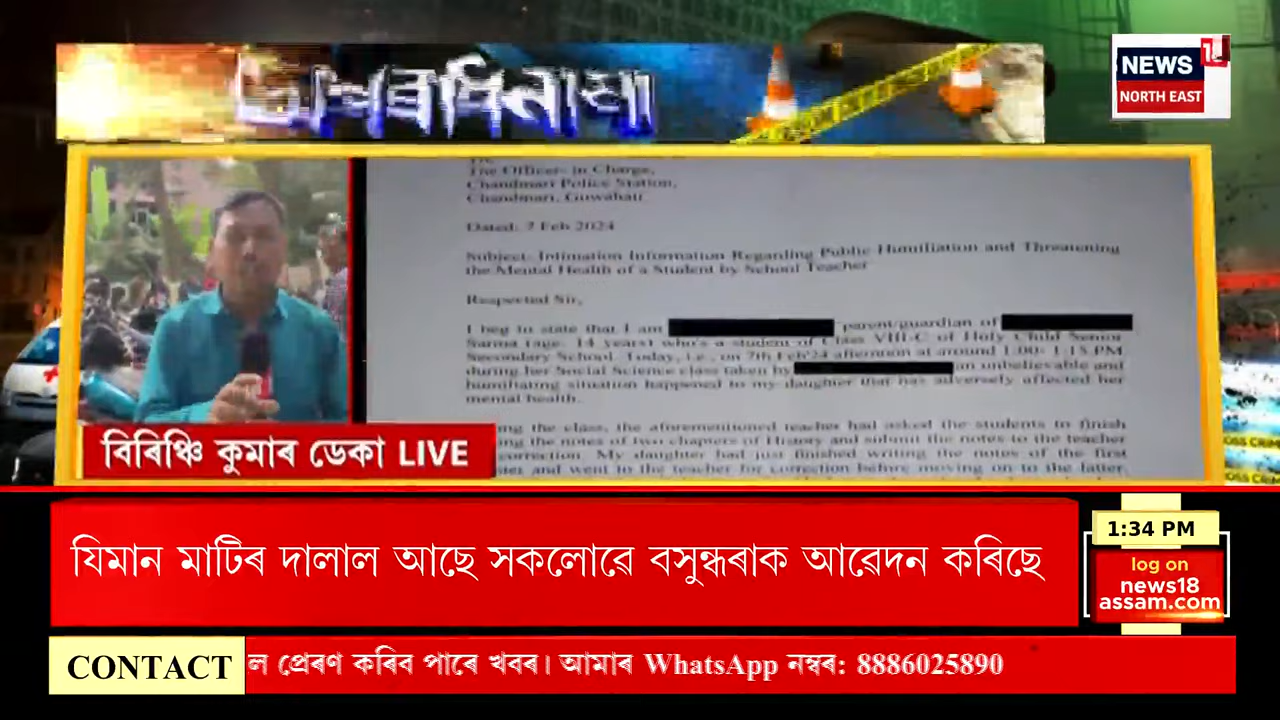 অপৰাধনামা
NEWS 18
NORTH EAST
The Officer- in Charge,
Chandmari Police Station,
Chandmari, Guwahati
Dated: 7 Feb 2024
Subject: Intimation Information Regarding Public Humiliation and Threatening
the Mental Health of a Student by School Teacher
Respected Sir,
I beg to state that I am parent/guardian of
Sarma (age: 14 years) who's a student of Class VIII-C of Holy Child Senior
Secondary School. Today, i.e., on 7th Feb'24 afternoon at around 1:00- 1:15 PM
during her Social Science class taken by an unbelievable and
humiliating situation happened to my daughter that has adversely affected her
mental health.
the class, the aforementioned teacher had asked the students to finish
the notes of two chapters of History and submit the notes to the teacher
correction. My daughter had just finished writing the notes of the first
and went to the teacher for correction before moving on to the latter,
বিৰিঞ্চি কুমাৰ ডেকা LIVE
যিমান মাটিৰ দালাল আছে সকলোৱে বসুন্ধৰাক আৱেদন কৰিছে
1:34 PM
log on
news18
assam.com
CONTACT ল প্ৰেৰণ কৰিব পাৰে খবৰ। আমাৰ WhatsApp নম্বৰ: 8886025890